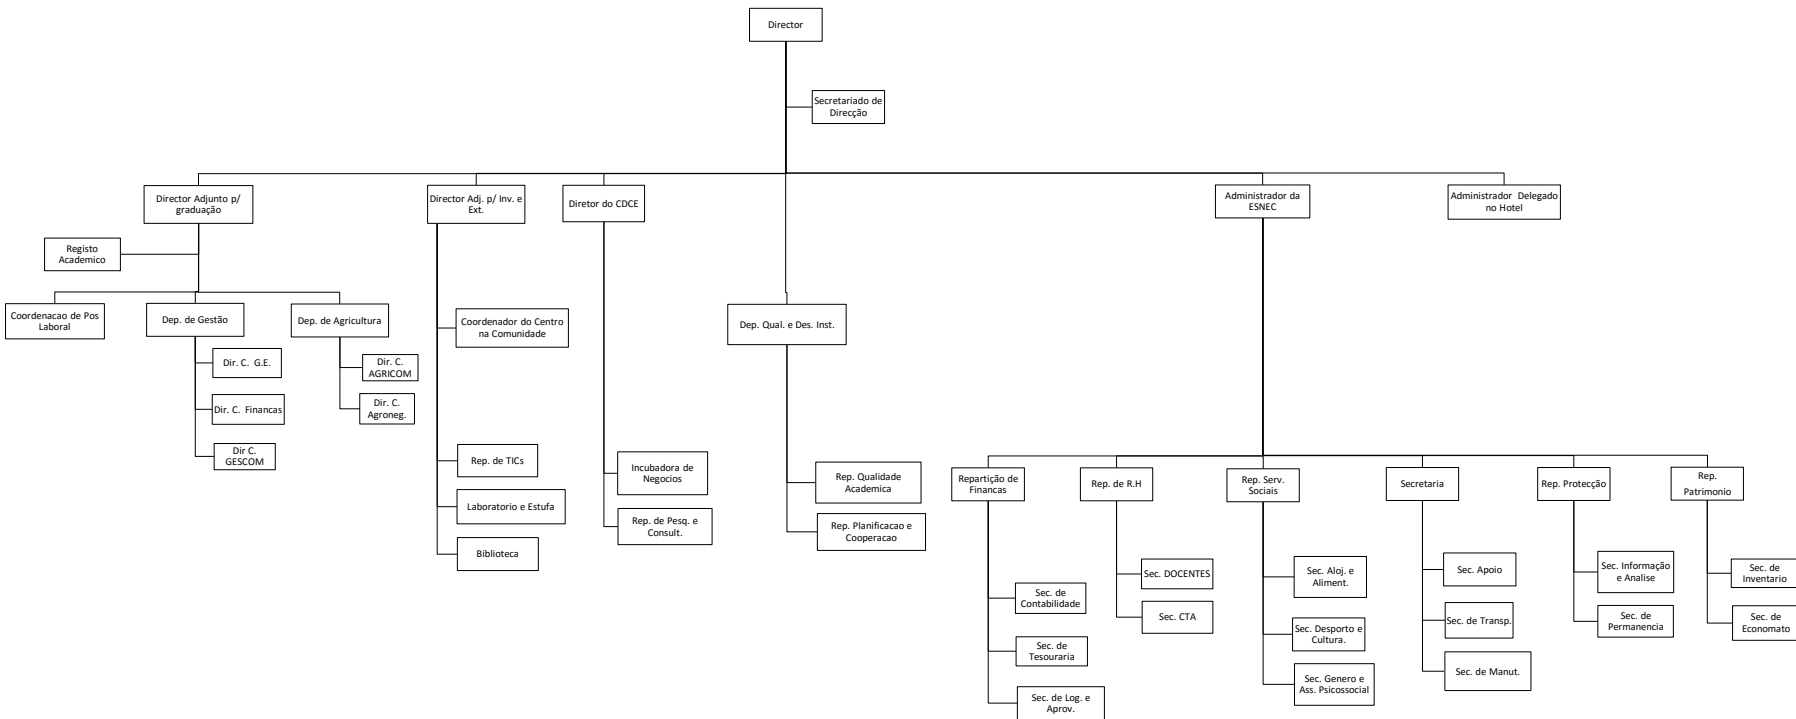 Director
Secretariado de
Direcção
Director Adjunto p/
graduação
Director Adj. p/ Inv. e
Ext.
Diretor do CDCE
Administrador da
ESNEC
Administrador  Delegado
no Hotel
Registo
Academico
Coordenacao de Pos
Laboral
Dep. de Gestão
Dep. de Agricultura
Coordenador do Centro
na Comunidade
Dep. Qual. e Des. Inst.
Dir. C.  G.E.
Dir. C.
AGRICOM
Dir. C.  Financas
Dir. C.
Agroneg.
Dir C.
GESCOM
Rep. de TICs
Laboratorio e Estufa
Biblioteca
Incubadora de
Negocios
Rep. de Pesq. e
Consult.
Rep. Qualidade
Academica
Rep. Planificacao e
Cooperacao
Repartição de
Financas
Rep. de R.H
Rep. Serv.
Sociais
Secretaria
Rep. Protecção
Rep.
Patrimonio
Sec. de
Contabilidade
Sec. de
Tesouraria
Sec. de Log. e
Aprov.
Sec. DOCENTES
Sec. CTA
Sec. Aloj. e
Aliment.
Sec. Desporto e
Cultura.
Sec. Genero e
Ass. Psicossocial
Sec. Apoio
Sec. de Transp.
Sec. de Manut.
Sec. Informação
e Analise
Sec. de
Permanencia
Sec. de
Inventario
Sec. de
Economato